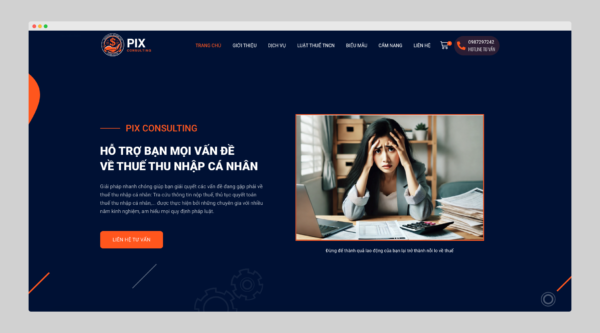 PIX
CONSULTING
TRANG CHỦ
GIỚI THIỆU
DỊCH VỤ
LUẬT THUẾ TNCN
BIỂU MẪU
CẨM NANG
LIÊN HỆ
0987297242
HOTLINE TƯ VẤN
PIX CONSULTING
HỖ TRỢ BẠN MỌI VẤN ĐỀ
VỀ THUẾ THU NHẬP CÁ NHÂN
Giải pháp nhanh chóng giúp bạn giải quyết các vấn đề đang gặp phải về
thuế thu nhập cá nhân. Tra cứu thông tin nộp thuế, thủ tục quyết toán
thuế thu nhập cá nhân,... được thực hiện bởi những chuyên gia với nhiều
năm kinh nghiệm, am hiểu mọi quy định pháp luật.
LIÊN HỆ TƯ VẤN
Đừng để thành quả lao động của bạn lại trở thành nỗi lo về thuế